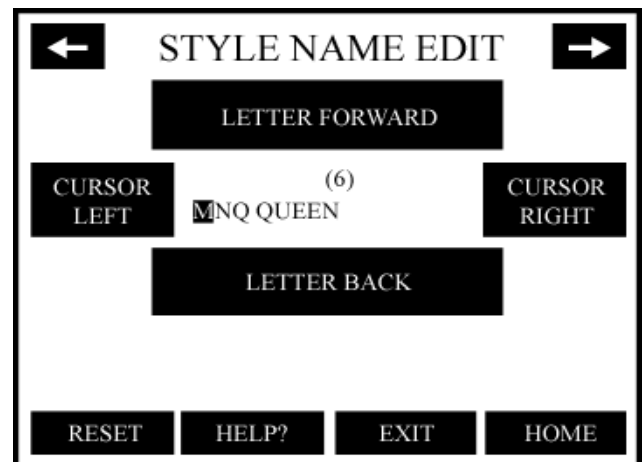 STYLE NAME EDIT
LETTER FORWARD
CURSOR
LEFT
(6)
MNQ QUEEN
CURSOR
RIGHT
LETTER BACK
RESET
HELP?
EXIT
HOME